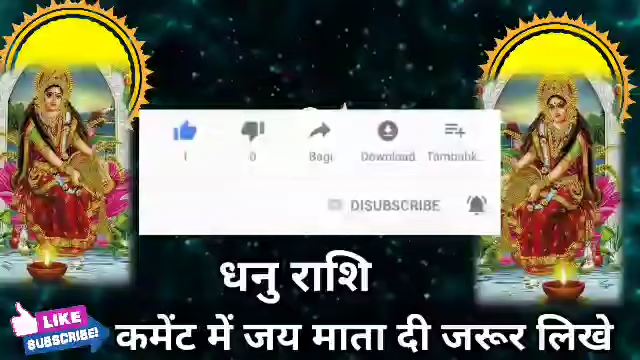 1 0 Bagi Download Tambahk...
DISUBSCRIBE
धनु राशि
LIKE
SUBSCRIBE!
कमेंट में जय माता दी जरूर लिखे